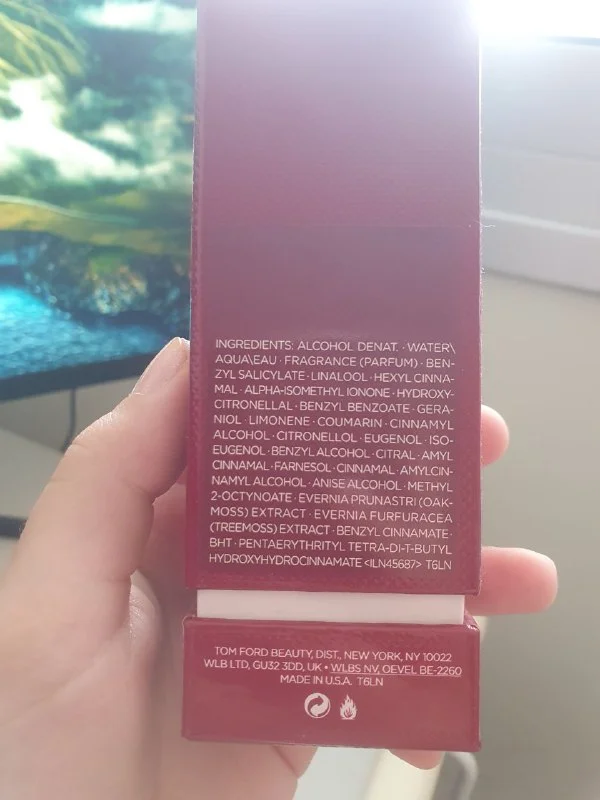 INGREDIENTS: ALCOHOL DENAT. · WATER\
AQUA\EAU · FRAGRANCE (PARFUM) · BEN-
ZYL SALICYLATE · LINALOOL · HEXYL CINNA-
MAL · ALPHA-ISOMETHYL IONONE · HYDROXY-
CITRONELLAL · BENZYL BENZOATE · GERA-
NIOL · LIMONENE · COUMARIN · CINNAMYL
ALCOHOL · CITRONELLOL · EUGENOL · ISO-
EUGENOL · BENZYL ALCOHOL · CITRAL · AMYL
CINNAMAL · FARNESOL · CINNAMAL · AMYLCIN-
NAMYL ALCOHOL · ANISE ALCOHOL · METHYL
2-OCTYNOATE · EVERNIA PRUNASTRI (OAK-
MOSS) EXTRACT · EVERNIA FURFURACEA
(TREEMOSS) EXTRACT · BENZYL CINNAMATE ·
BHT · PENTAERYTHRITYL TETRA-DI-T-BUTYL
HYDROXYHYDROCINNAMATE <ILN45687> T6LN
TOM FORD BEAUTY, DIST., NEW YORK, NY 10022
WLB LTD, GU32 3DD, UK • WLBS NV, OEVEL BE-2260
MADE IN U.S.A. T6LN